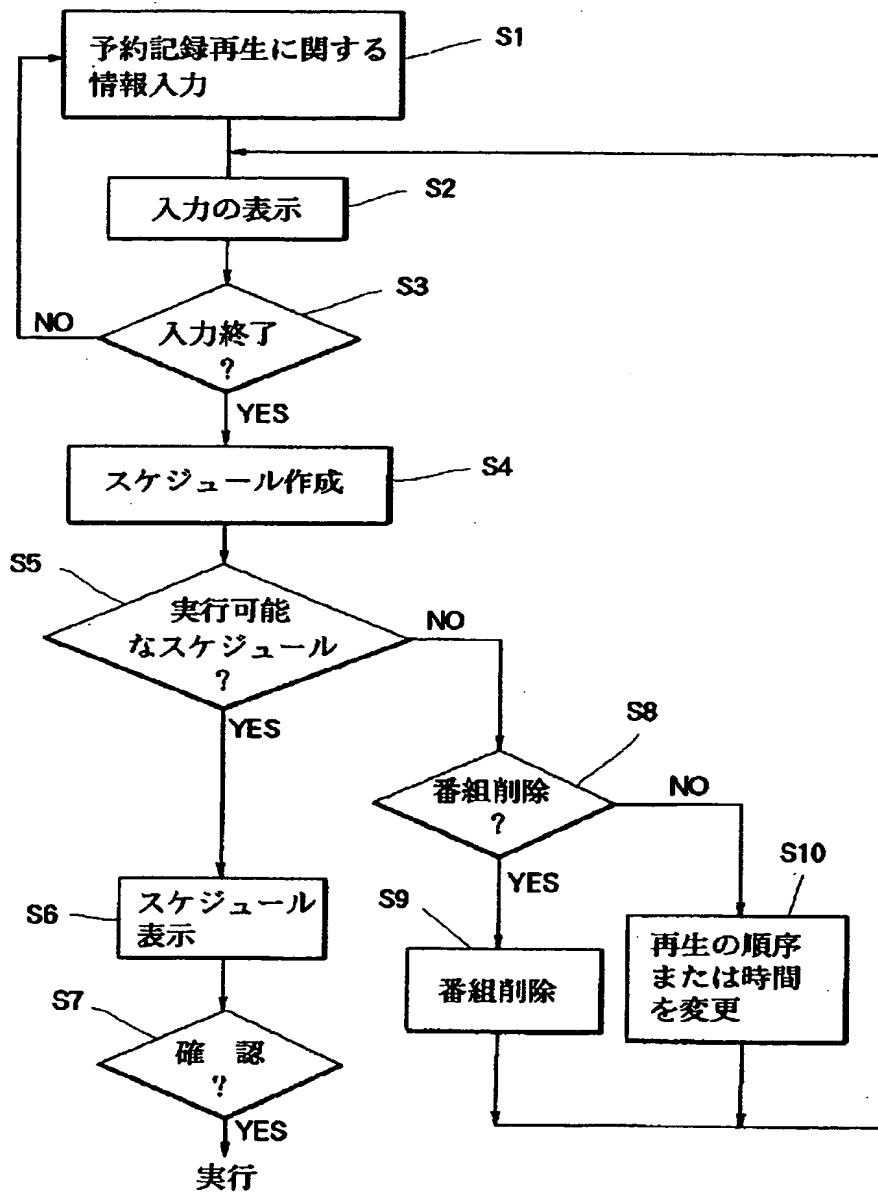 S1
予約記録再生に関する
情報入力
S2
入力の表示
S3
入力終了
?
NO
YES
S4
スケジュール作成
S5
実行可能
なスケジュール
?
NO
YES
S8
番組削除
?
NO
YES
S6
スケジュール
表示
S9
番組削除
S10
再生の順序
または時間
を変更
S7
確 認
?
YES
実行